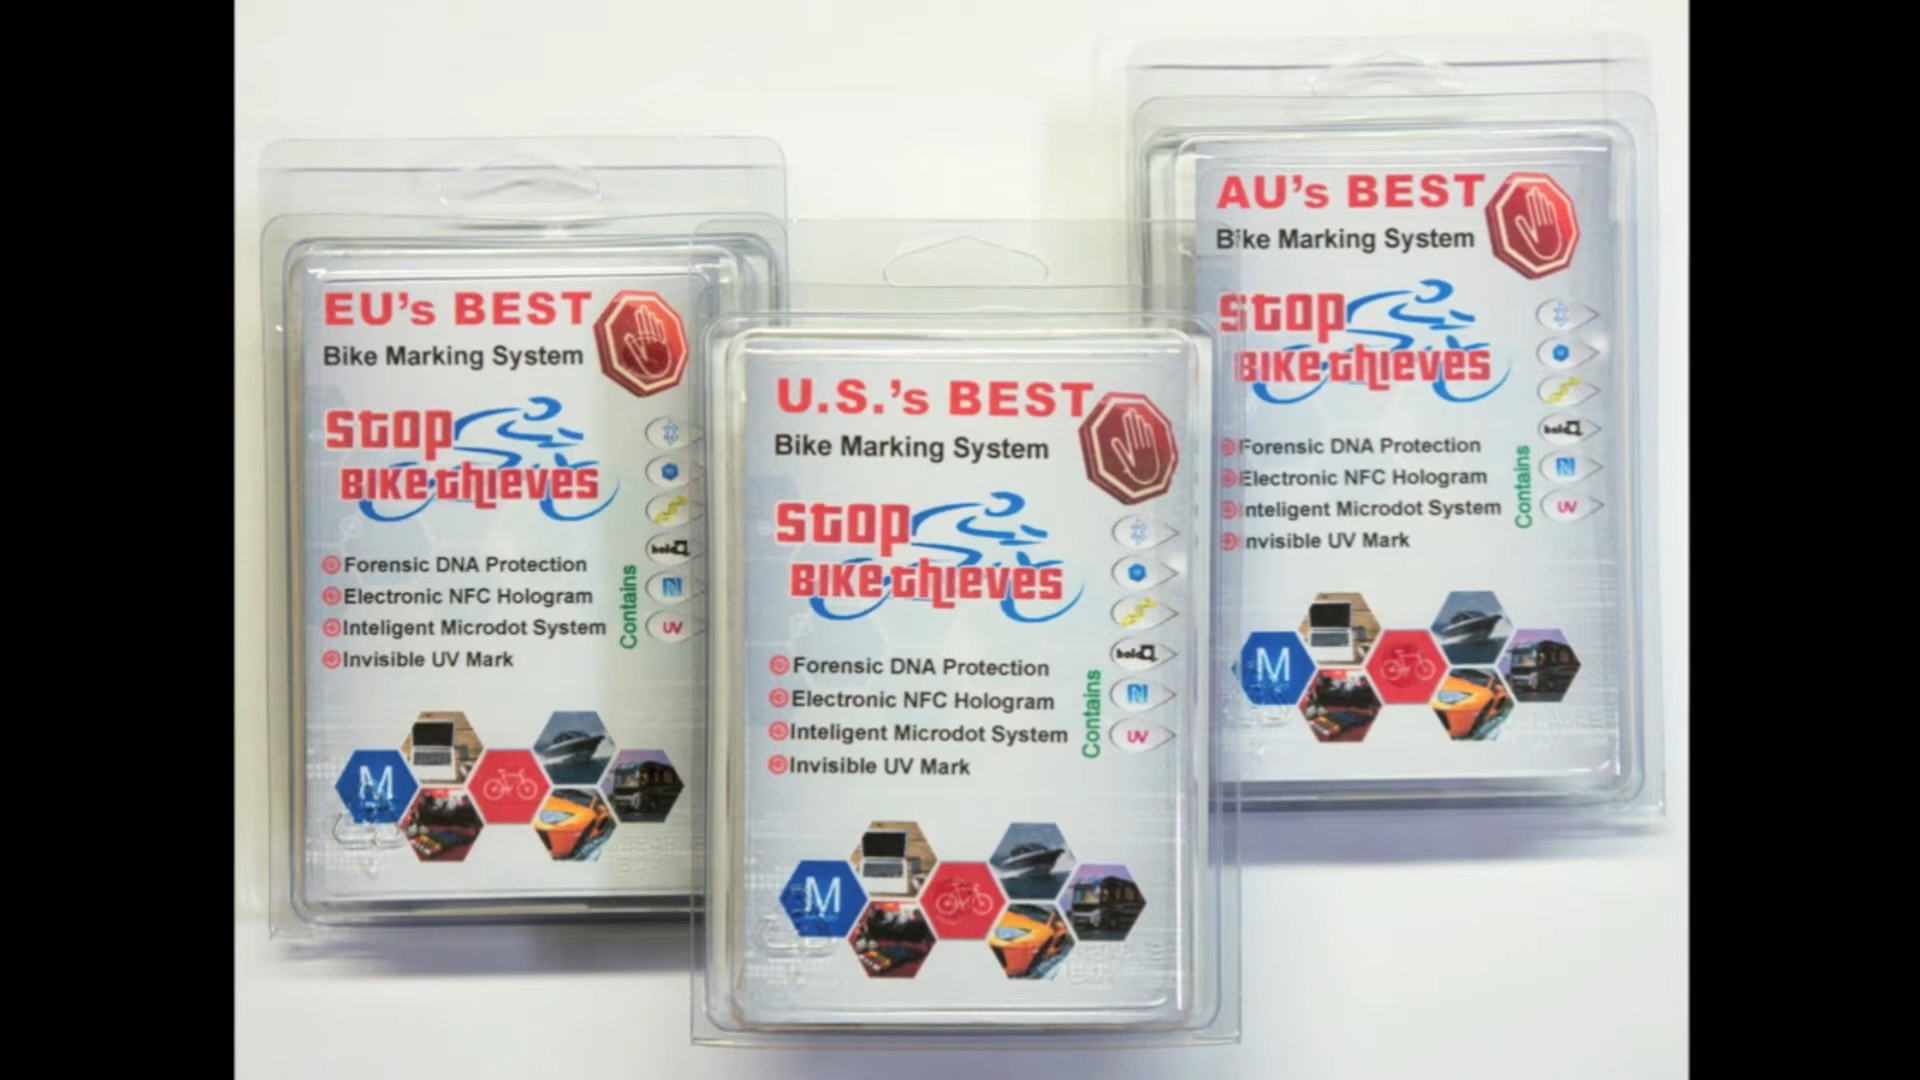 EU's BEST
Bike Marking System
STOP
BIKE THIEVES
Forensic DNA Protection
Electronic NFC Hologram
Inteligent Microdot System
Invisible UV Mark
Contains
holo
UV
M
U.S.'s BEST
Bike Marking System
STOP
BIKE THIEVES
Forensic DNA Protection
Electronic NFC Hologram
Inteligent Microdot System
Invisible UV Mark
Contains
holo
UV
M
AU's BEST
Bike Marking System
STOP
BIKE THIEVES
Forensic DNA Protection
Electronic NFC Hologram
Inteligent Microdot System
Invisible UV Mark
Contains
holo
UV
M